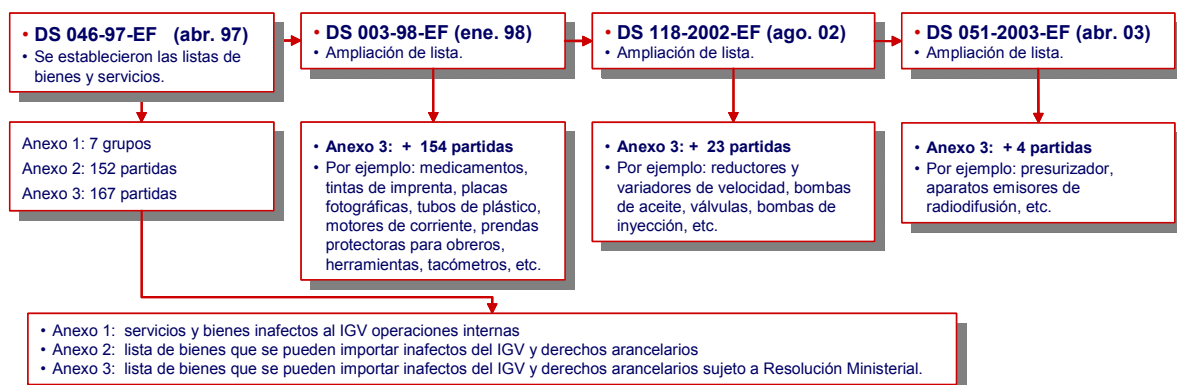 • DS 046-97-EF (abr. 97)
• Se establecieron las listas de
bienes y servicios.
• DS 003-98-EF (ene. 98)
• Ampliación de lista.
• DS 118-2002-EF (ago. 02)
• Ampliación de lista.
• DS 051-2003-EF (abr. 03)
• Ampliación de lista.
Anexo 1: 7 grupos
Anexo 2: 152 partidas
Anexo 3: 167 partidas
• Anexo 3: + 154 partidas
• Por ejemplo: medicamentos,
tintas de imprenta, placas
fotográficas, tubos de plástico,
motores de corriente, prendas
protectoras para obreros,
herramientas, tacómetros, etc.
• Anexo 3: + 23 partidas
• Por ejemplo: reductores y
variadores de velocidad, bombas
de aceite, válvulas, bombas de
inyección, etc.
• Anexo 3: + 4 partidas
• Por ejemplo: presurizador,
aparatos emisores de
radiodifusión, etc.
• Anexo 1: servicios y bienes inafectos al IGV operaciones internas
• Anexo 2: lista de bienes que se pueden importar inafectos del IGV y derechos arancelarios
• Anexo 3: lista de bienes que se pueden importar inafectos del IGV y derechos arancelarios sujeto a Resolución Ministerial.